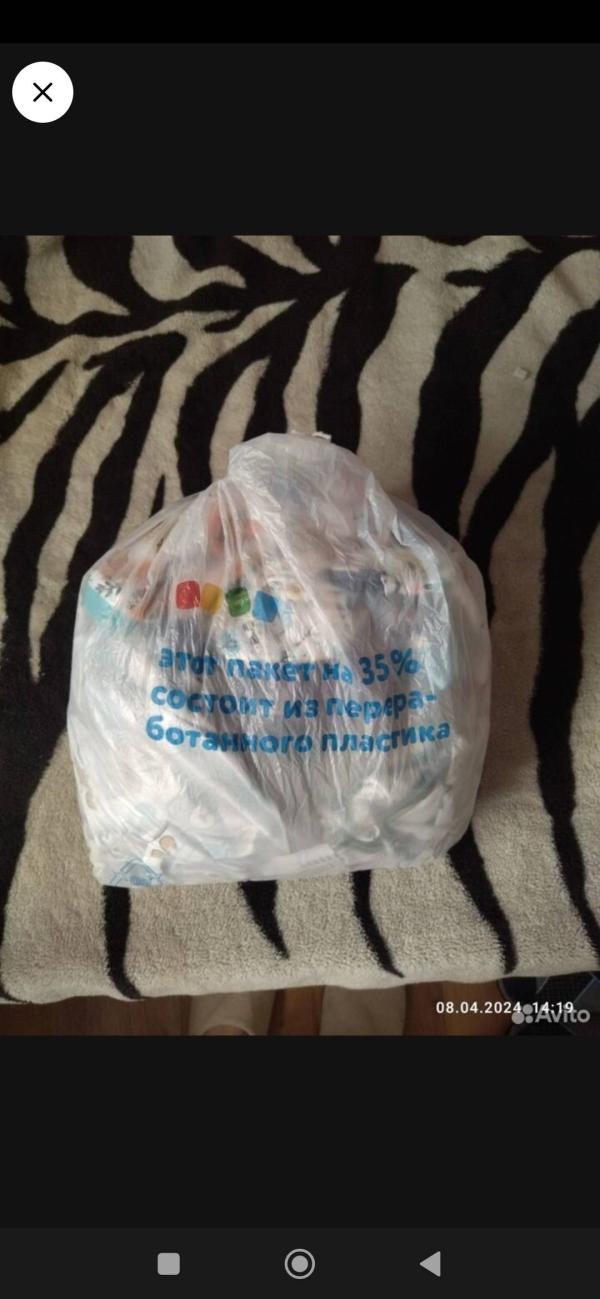 этот пакет на 35%
состоит из перера-
ботанного пластика
08.04.2024 14:19
Avito